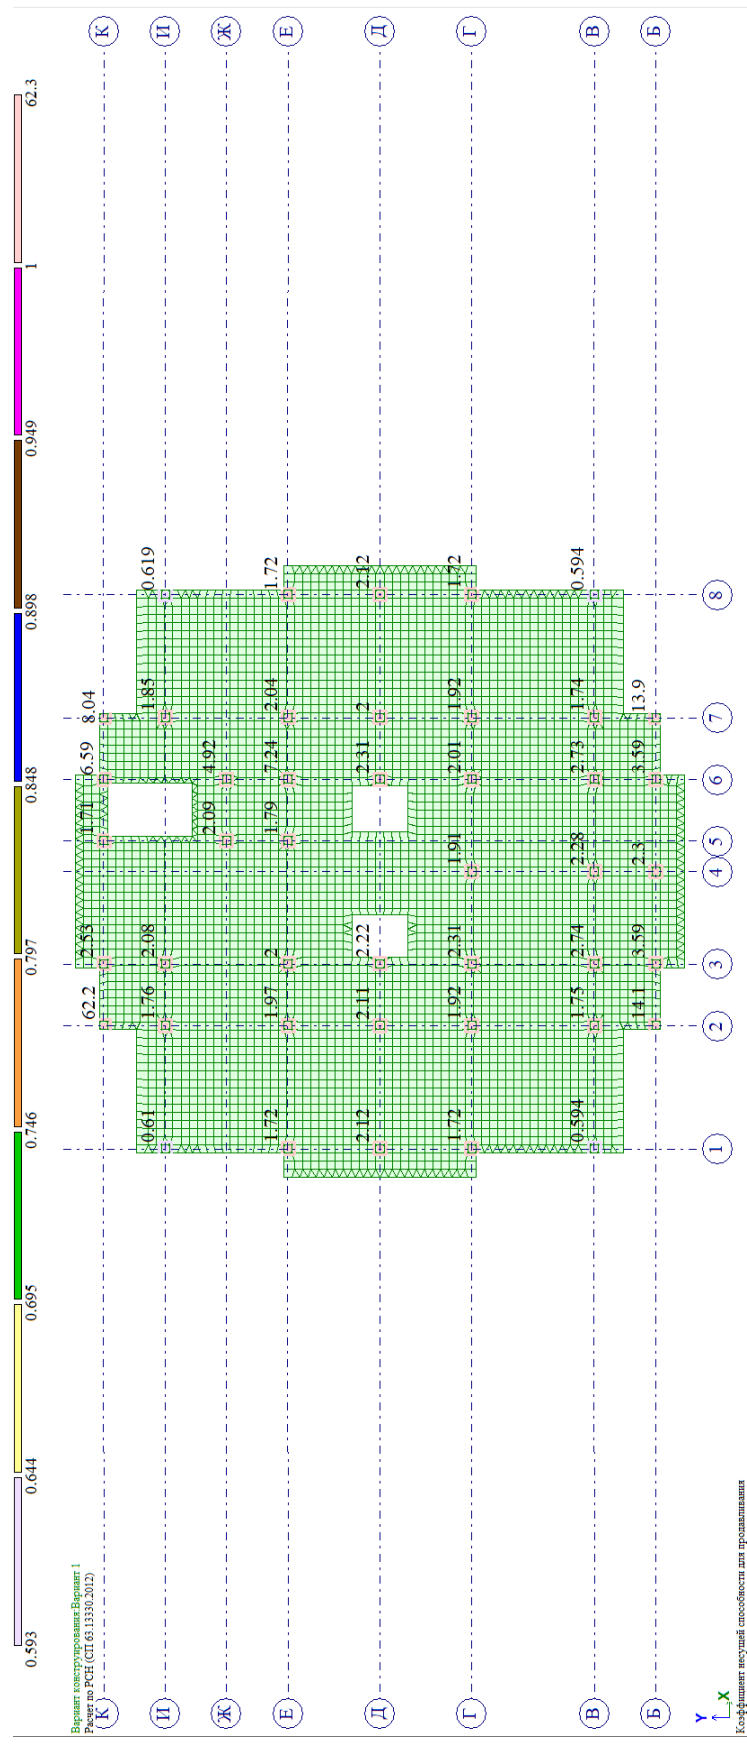 0.593 0.644 0.695 0.746 0.797 0.848 0.898 0.949 1 62.3
Вариант конструирования:Вариант 1
Расчет по РСН (СП 63.13330.2012)
К 62.2 2.53 1.71 6.59 8.04 К
И 0.61 1.76 2.08 1.85 0.619 И
Ж 2.09 4.92 Ж
Е 1.72 1.97 2 1.79 7.24 2.04 1.72 Е
Д 2.12 2.11 2.22 2.31 2 2.12 Д
Г 1.72 1.92 2.31 1.91 2.01 1.92 1.72 Г
В 0.594 1.75 2.74 2.28 2.73 1.74 0.594 В
Б 14.1 3.59 2.3 3.59 13.9 Б
1 2 3 4 5 6 7 8
Y
X
Коэффициент несущей способности для продавливания